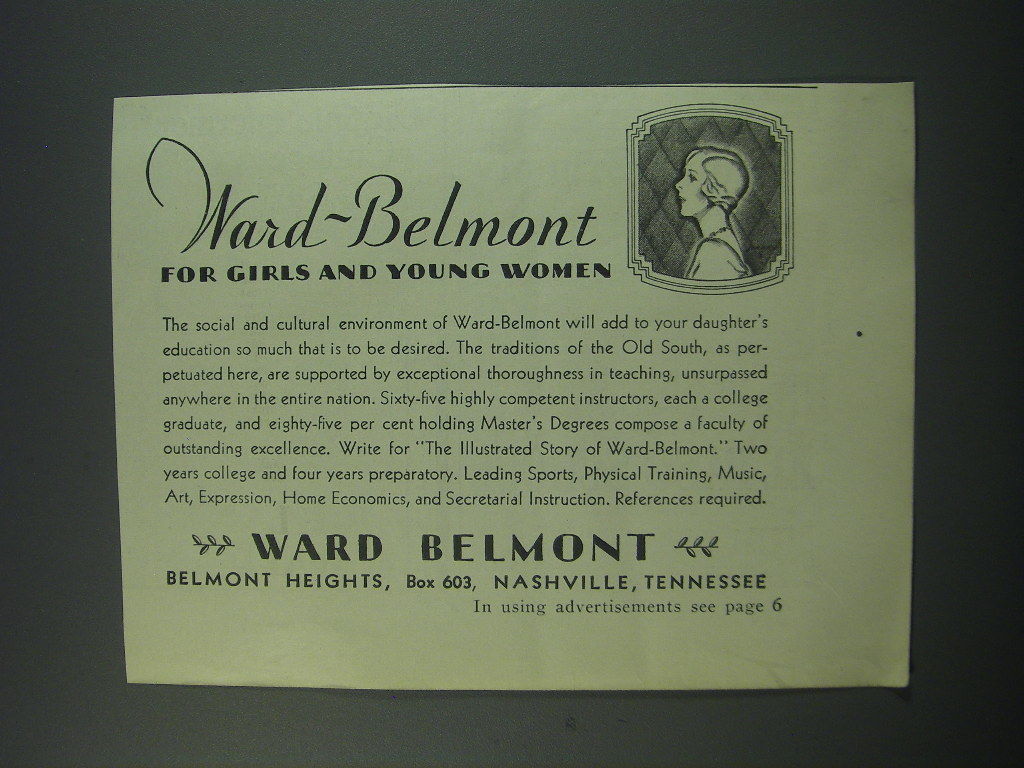 Ward-Belmont
FOR GIRLS AND YOUNG WOMEN
The social and cultural environment of Ward-Belmont will add to your daughter's
education so much that is to be desired. The traditions of the Old South, as per-
petuated here, are supported by exceptional thoroughness in teaching, unsurpassed
anywhere in the entire nation. Sixty-five highly competent instructors, each a college
graduate, and eighty-five per cent holding Master's Degrees compose a faculty of
outstanding excellence. Write for "The Illustrated Story of Ward-Belmont." Two
years college and four years preparatory. Leading Sports, Physical Training, Music,
Art, Expression, Home Economics, and Secretarial Instruction. References required.
WARD BELMONT
BELMONT HEIGHTS, Box 603, NASHVILLE, TENNESSEE
In using advertisements see page 6